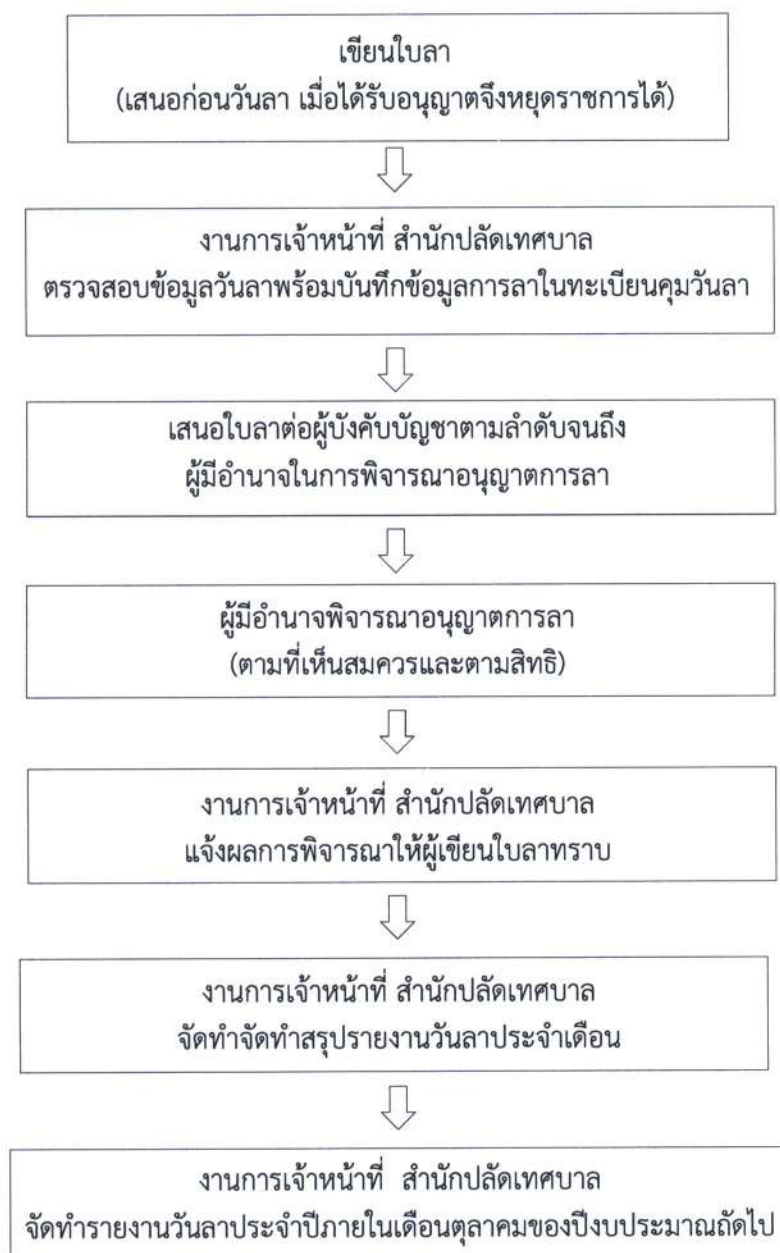 เขียนใบลา
(เสนอก่อนวันลา เมื่อได้รับอนุญาตจึงหยุดราชการได้)
งานการเจ้าหน้าที่ สำนักปลัดเทศบาล
ตรวจสอบข้อมูลวันลาพร้อมบันทึกข้อมูลการลาในทะเบียนคุมวันลา
เสนอใบลาต่อผู้บังคับบัญชาตามลำดับจนถึง
ผู้มีอำนาจในการพิจารณาอนุญาตการลา
ผู้มีอำนาจพิจารณาอนุญาตการลา
(ตามที่เห็นสมควรและตามสิทธิ)
งานการเจ้าหน้าที่ สำนักปลัดเทศบาล
แจ้งผลการพิจารณาให้ผู้เขียนใบลาทราบ
งานการเจ้าหน้าที่ สำนักปลัดเทศบาล
จัดทำจัดทำสรุปรายงานวันลาประจำเดือน
งานการเจ้าหน้าที่ สำนักปลัดเทศบาล
จัดทำรายงานวันลาประจำปีภายในเดือนตุลาคมของปีงบประมาณถัดไป